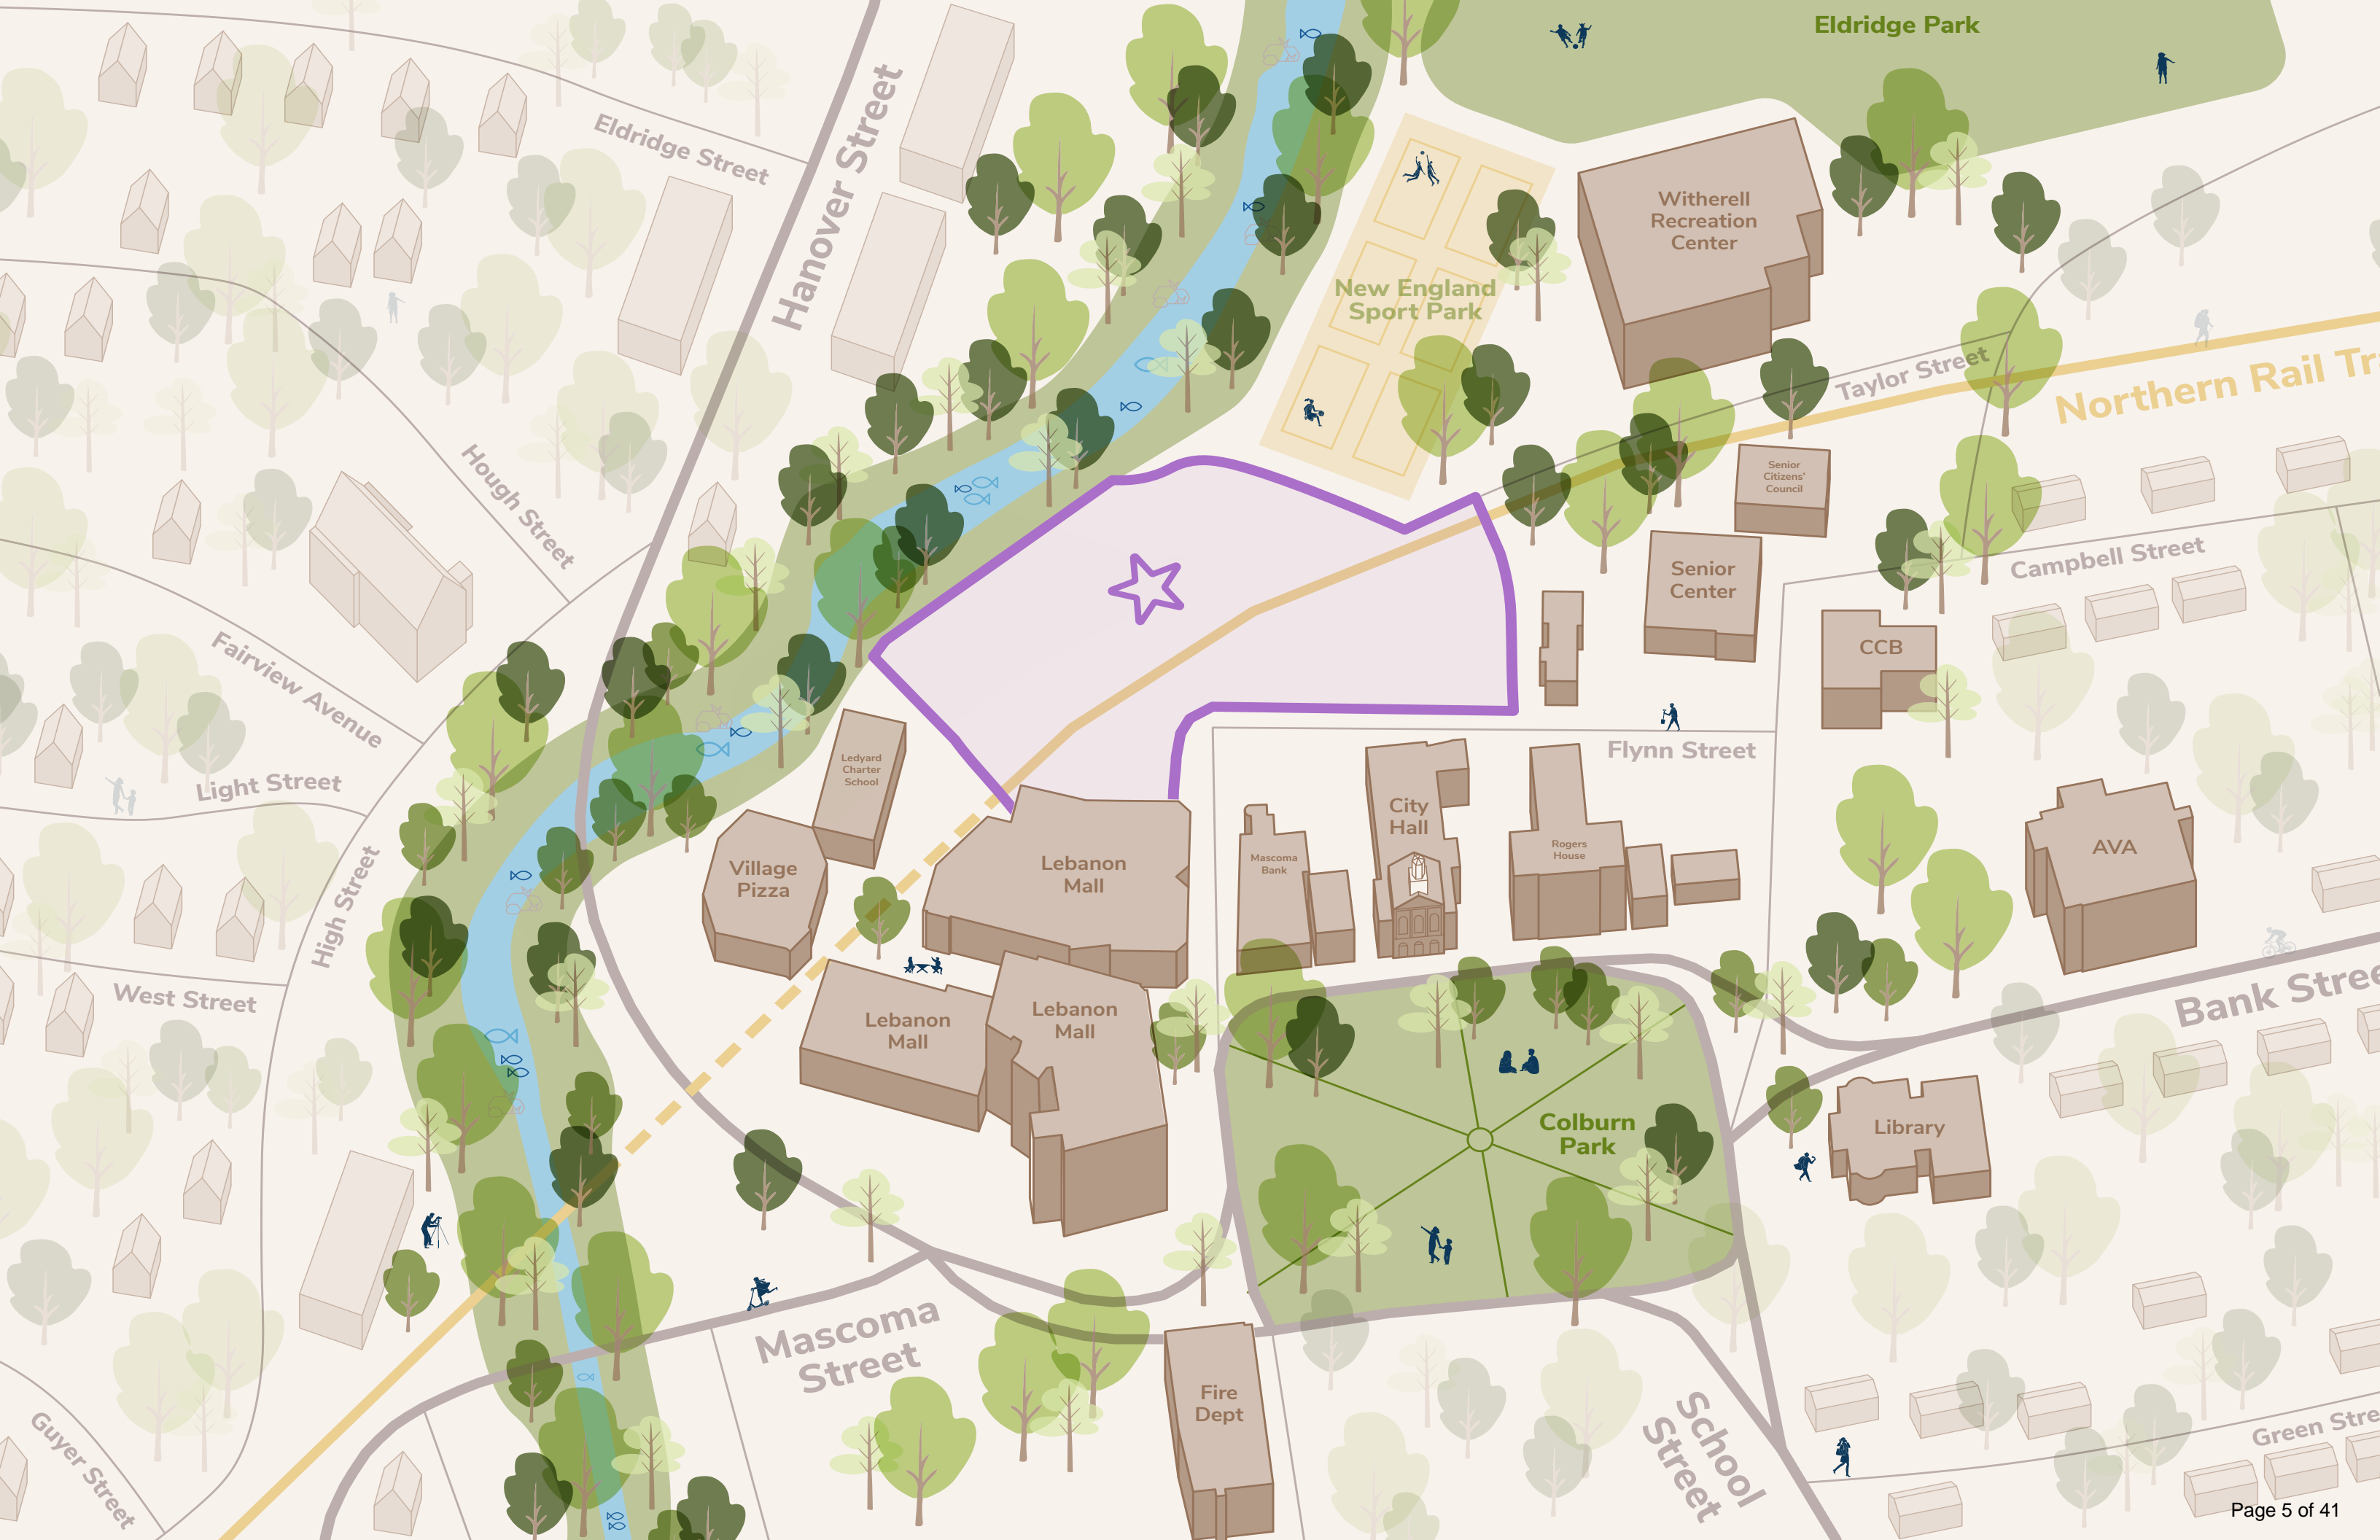 Eldridge Park
Eldridge Street
Hanover Street
Witherell
Recreation
Center
New England
Sport Park
Taylor Street
Northern Rail Tr
Hough Street
Senior
Citizens'
Council
Senior
Center
Campbell Street
CCB
Fairview Avenue
Light Street
Flynn Street
Ledyard
Charter
School
High Street
Village
Pizza
Lebanon
Mall
Mascoma
Bank
City
Hall
Rogers
House
AVA
West Street
Lebanon
Mall
Lebanon
Mall
Bank Stree
Colburn
Park
Library
Mascoma
Street
Fire
Dept
School
Street
Guyer Street
Green Stre
Page 5 of 41